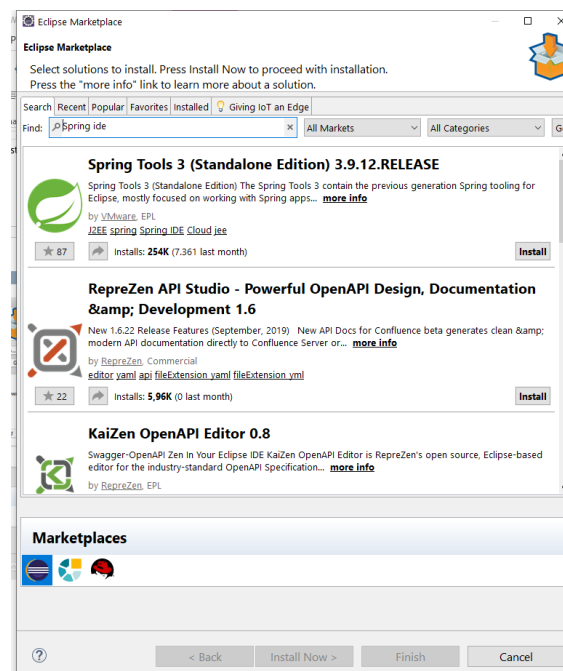 Eclipse Marketplace
Eclipse Marketplace
Select solutions to install. Press Install Now to proceed with installation.
Press the "more info" link to learn more about a solution.
Search Recent Popular Favorites Installed Giving IoT an Edge
Find: Spring ide All Markets All Categories
Spring Tools 3 (Standalone Edition) 3.9.12.RELEASE
Spring Tools 3 (Standalone Edition) The Spring Tools 3 contain the previous generation Spring tooling for
Eclipse, mostly focused on working with Spring apps... more info
by VMware, EPL
J2EE spring Spring IDE Cloud jee
87 Installs: 254K (7.361 last month) Install
RepreZen API Studio - Powerful OpenAPI Design, Documentation
&amp; Development 1.6
New 1.6.22 Release Features (September, 2019) New API Docs for Confluence beta generates clean &amp;
modern API documentation directly to Confluence Server or... more info
by RepreZen, Commercial
editor yaml api fileExtension_yaml fileExtension_yml
22 Installs: 5,96K (0 last month) Install
KaiZen OpenAPI Editor 0.8
Swagger-OpenAPI Zen In Your Eclipse IDE KaiZen OpenAPI Editor is RepreZen's open source, Eclipse-based
editor for the industry-standard OpenAPI Specification... more info
by RepreZen, EPL
Marketplaces
< Back Install Now > Finish Cancel